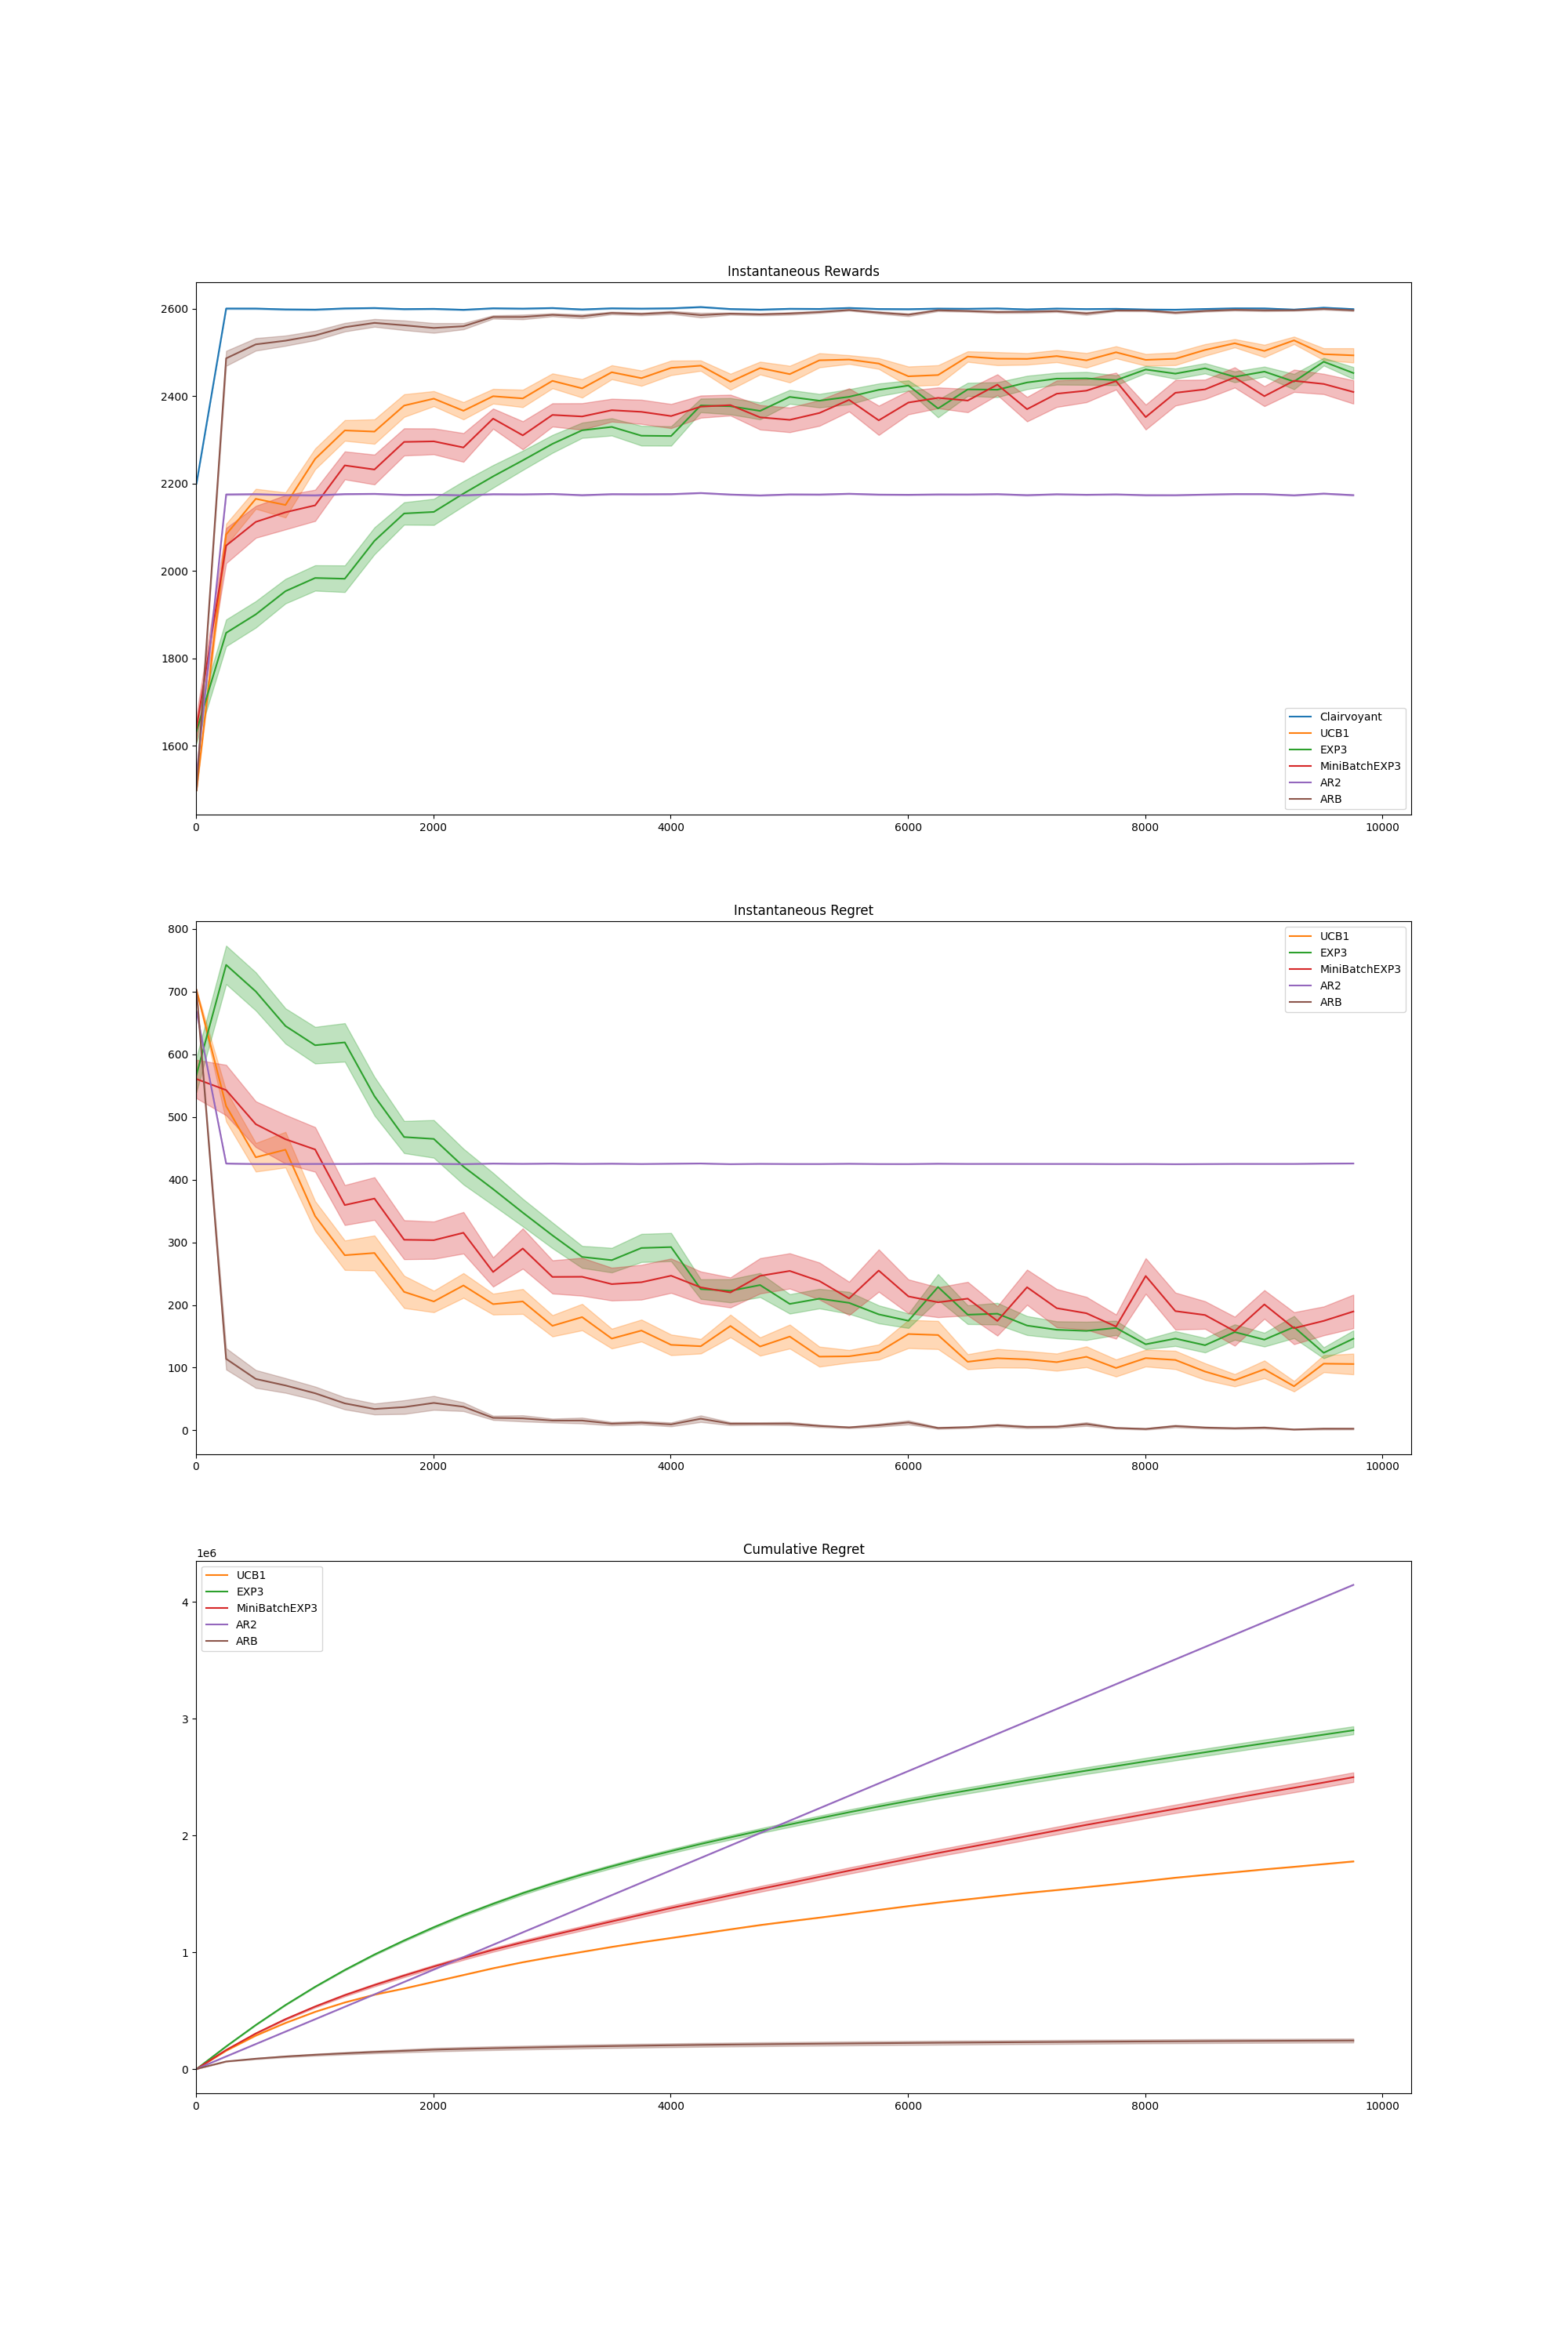 Instantaneous Rewards
2600
2400
2200
2000
1800
1600
Clairvoyant
UCB1
EXP3
MiniBatchEXP3
AR2
ARB
0 2000 4000 6000 8000 10000
Instantaneous Regret
800
700
600
500
400
300
200
100
0
UCB1
EXP3
MiniBatchEXP3
AR2
ARB
0 2000 4000 6000 8000 10000
Cumulative Regret
1e6
UCB1
EXP3
MiniBatchEXP3
AR2
ARB
4
3
2
1
0
0 2000 4000 6000 8000 10000